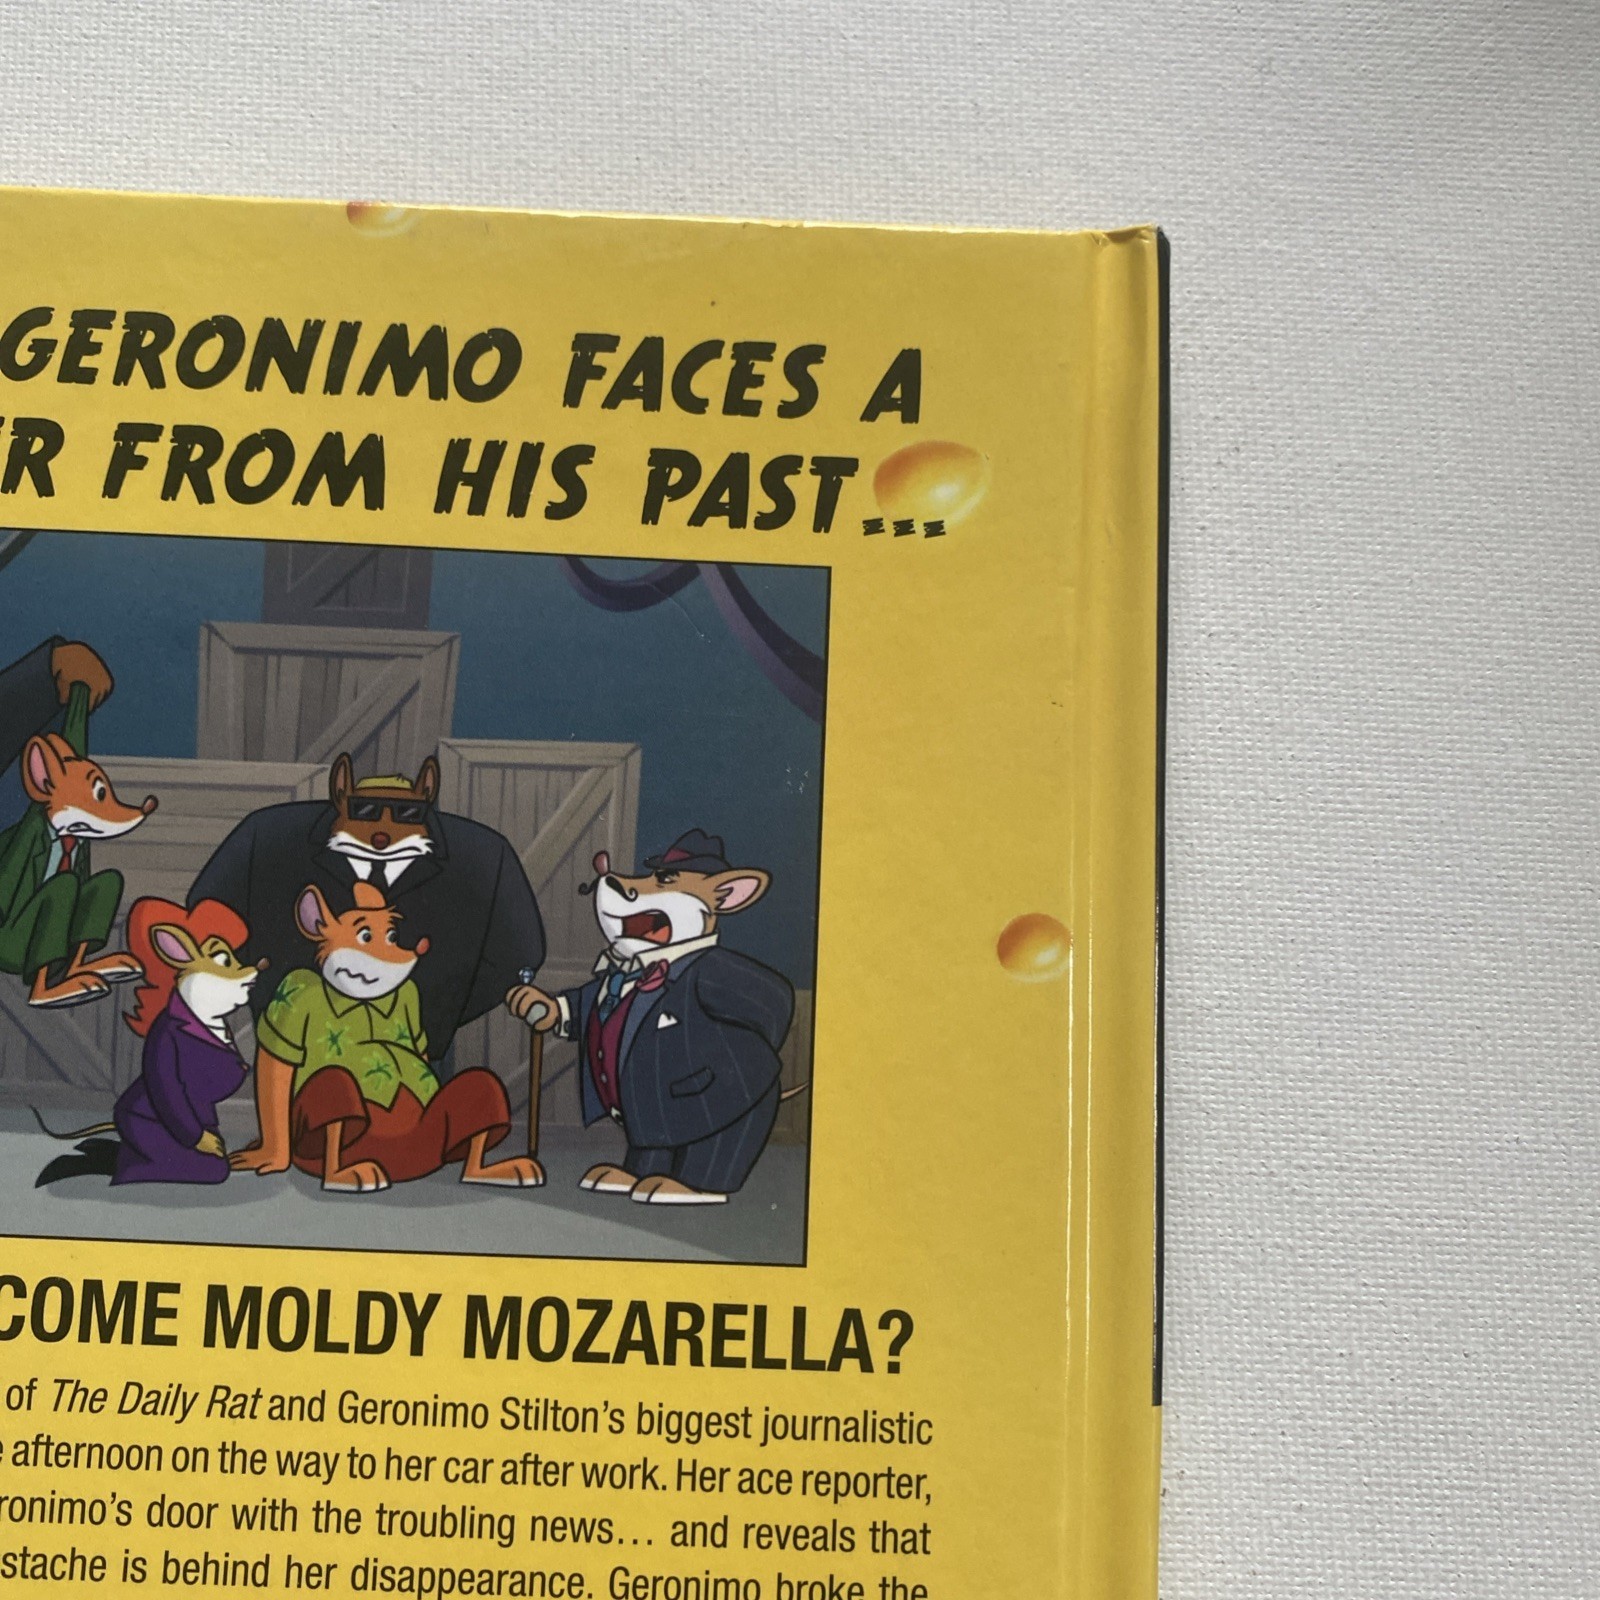 GERONIMO FACES A
FROM HIS PAST...
COME MOLDY MOZARELLA?
of The Daily Rat and Geronimo Stilton's biggest journalistic
afternoon on the way to her car after work. Her ace reporter,
ronimo's door with the troubling news... and reveals that
stache is behind her disappearance. Geronimo broke the